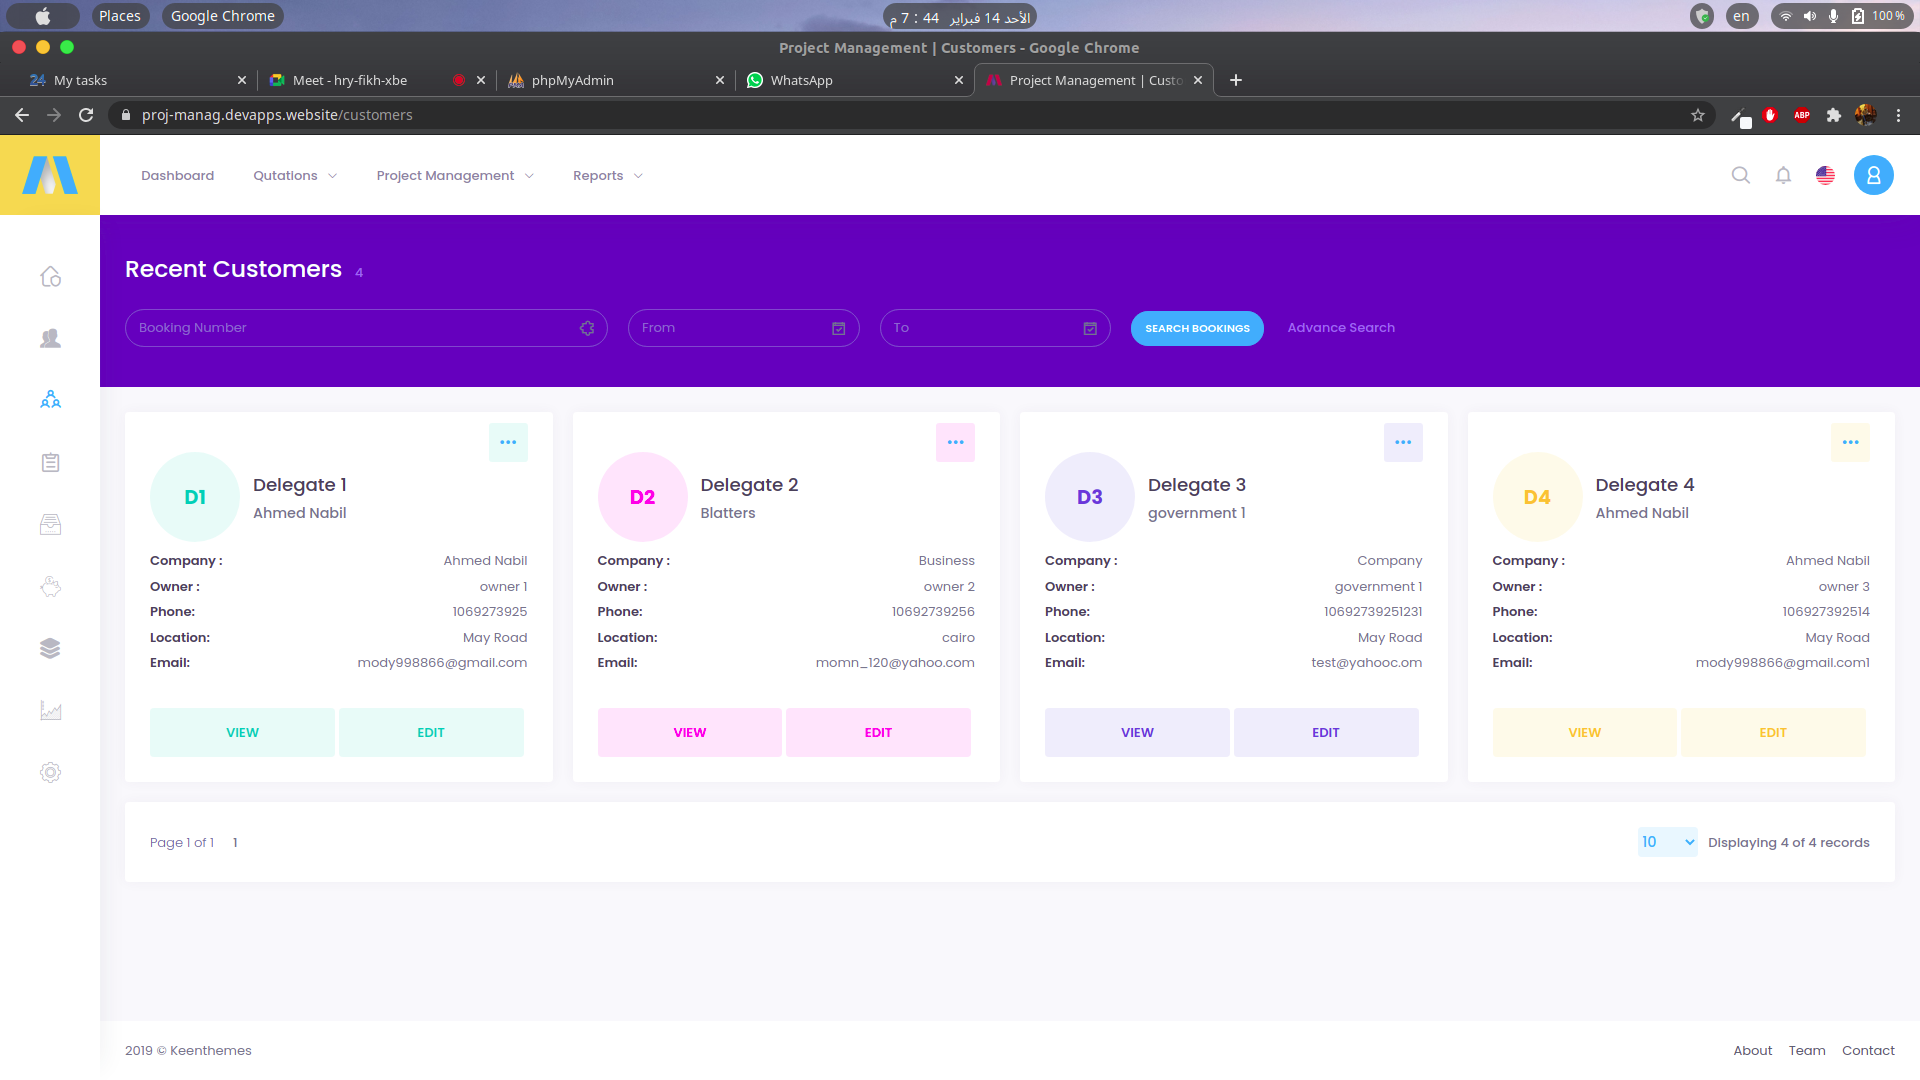 Places
Google Chrome
الأحد 14 فبراير 7 : 44 م
en
100 %
Project Management | Customers - Google Chrome
24 My tasks
Meet - hry-fikh-xbe
phpMyAdmin
WhatsApp
Project Management | Custo
proj-manag.devapps.website/customers
ABP
Dashboard
Qutations
Project Management
Reports
Recent Customers 4
Booking Number
From
To
SEARCH BOOKINGS
Advance Search
D1
Delegate 1
Ahmed Nabil
Company : Ahmed Nabil
Owner : owner 1
Phone: 1069273925
Location: May Road
Email: mody998866@gmail.com
VIEW EDIT
D2
Delegate 2
Blatters
Company : Business
Owner : owner 2
Phone: 10692739256
Location: cairo
Email: momn_120@yahoo.com
VIEW EDIT
D3
Delegate 3
government 1
Company : Company
Owner : government 1
Phone: 10692739251231
Location: May Road
Email: test@yahooc.om
VIEW EDIT
D4
Delegate 4
Ahmed Nabil
Company : Ahmed Nabil
Owner : owner 3
Phone: 106927392514
Location: May Road
Email: mody998866@gmail.com1
VIEW EDIT
Page 1 of 1 1
10 Displaying 4 of 4 records
2019 © Keenthemes
About Team Contact